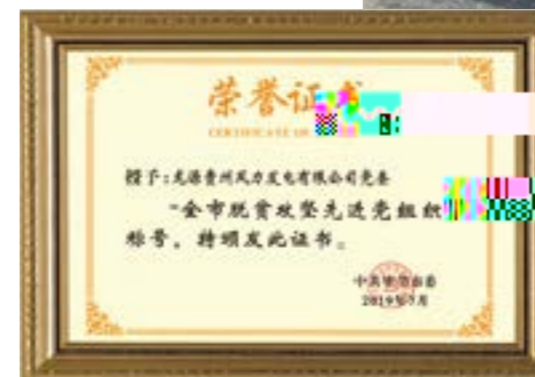 荣誉证书
授于:龙源贵州风力发电有限公司党委
"全市脱贫攻坚先进党组织
称号。特颁发此证书。
2019年7月